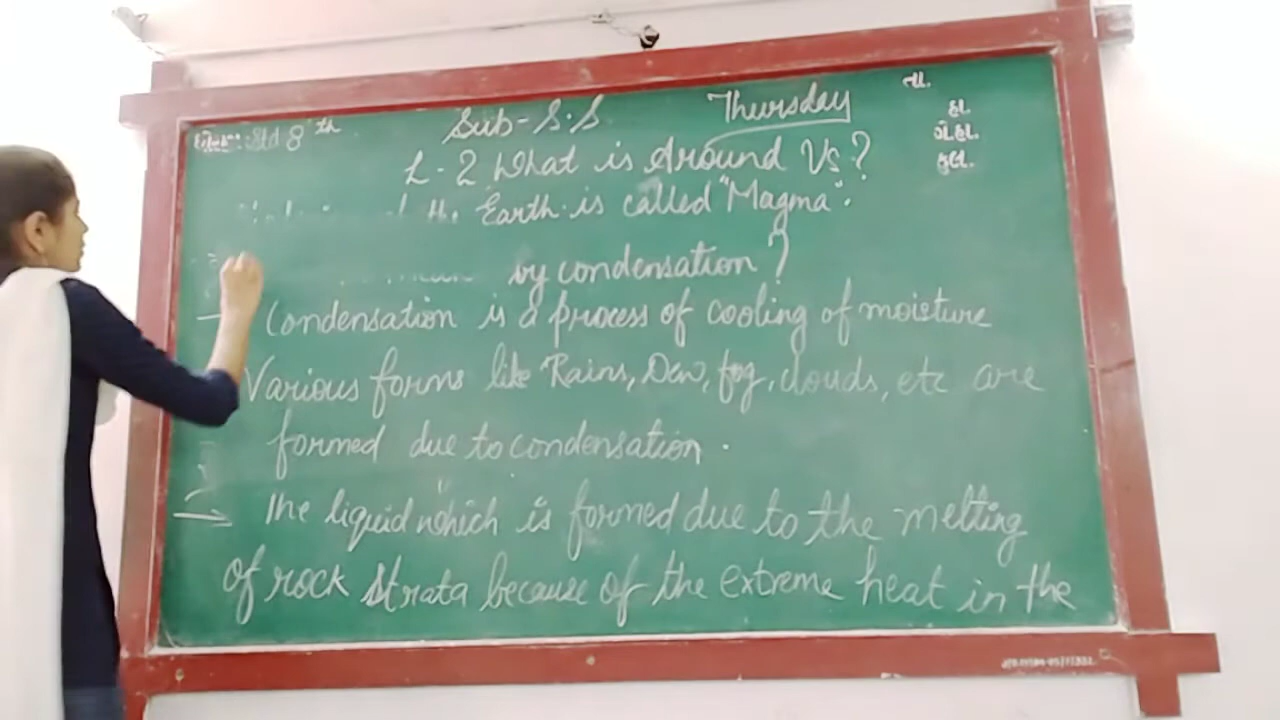 Std 8th
Sub-S.S
Thursday
તા.
હા.
ગે.હા.
કુલ.
L-2 What is Around Us?
the Earth is called "Magma".
by condensation?
Condensation is a process of cooling of moisture
Various forms like Rains, Dew, fog, clouds, etc are
formed due to condensation.
The liquid which is formed due to the melting
of rock strata because of the extreme heat in the